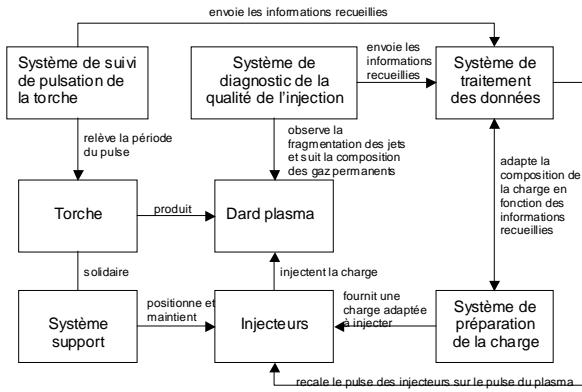 envoie les informations recueillies
Système de suivi
de pulsation de
la torche
Système de
diagnostic de la
qualité de l'injection
envoie les
informations
recueillies
Système de
traitement
des données
relève la période
du pulse
observe la
fragmentation des jets
et suit la composition
des gaz permanents
adapte la
composition de
la charge en
fonction des
informations
recueillies
Torche
produit
Dard plasma
solidaire
injectent la charge
Système
support
positionne et
maintient
Injecteurs
fournit une
charge adaptée
à injecter
Système de
préparation
de la charge
recale le pulse des injecteurs sur le pulse du plasma